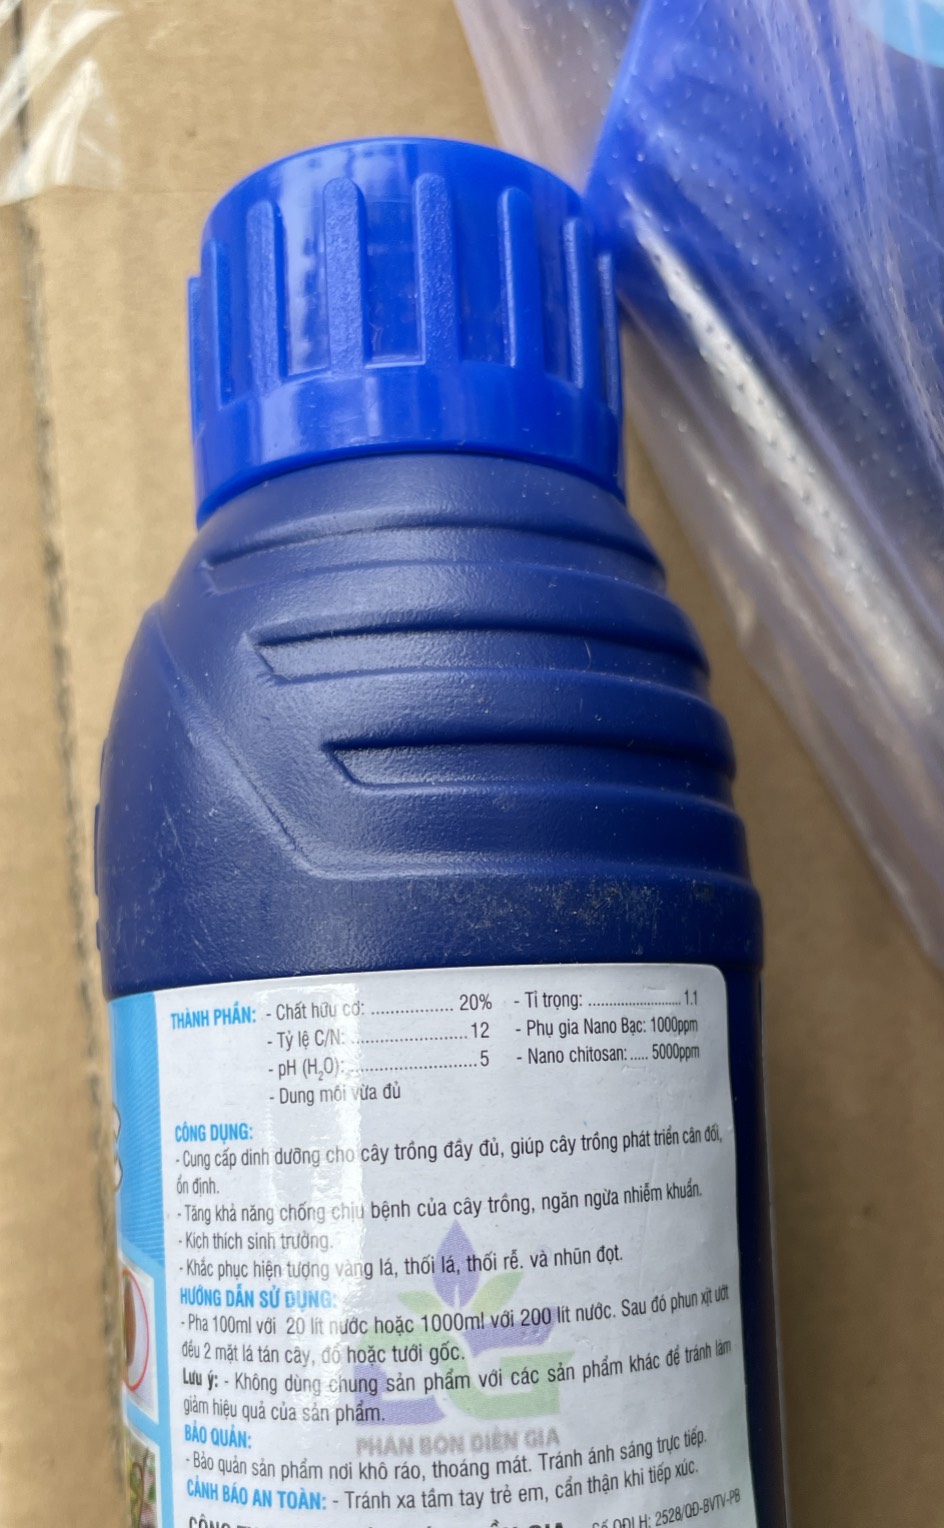 THÀNH PHẦN: - Chất hữu cơ: ................ 20% - Tỉ trọng: ........................ 1.1
- Tỷ lệ C/N: ........................ 12 - Phụ gia Nano Bạc: 1000ppm
- pH (H₂O): ........................ 5 - Nano chitosan: ..... 5000ppm
- Dung môi vừa đủ
CÔNG DỤNG:
- Cung cấp dinh dưỡng cho cây trồng đầy đủ, giúp cây trồng phát triển cân đối,
ổn định.
- Tăng khả năng chống chịu bệnh của cây trồng, ngăn ngừa nhiễm khuẩn.
- Kích thích sinh trưởng.
- Khắc phục hiện tượng vàng lá, thối lá, thối rễ. và nhũn đọt.
HƯỚNG DẪN SỬ DỤNG:
- Pha 100ml với 20 lít nước hoặc 1000ml với 200 lít nước. Sau đó phun xịt ướt
đều 2 mặt lá tán cây, đổ hoặc tưới gốc.
Lưu ý: - Không dùng chung sản phẩm với các sản phẩm khác để tránh làm
giảm hiệu quả của sản phẩm.
BẢO QUẢN:
PHÂN BÓN ĐIỀN GIA
- Bảo quản sản phẩm nơi khô ráo, thoáng mát. Tránh ánh sáng trực tiếp.
CẢNH BÁO AN TOÀN: - Tránh xa tầm tay trẻ em, cẩn thận khi tiếp xúc.
2528/QĐ-BVTV-PB